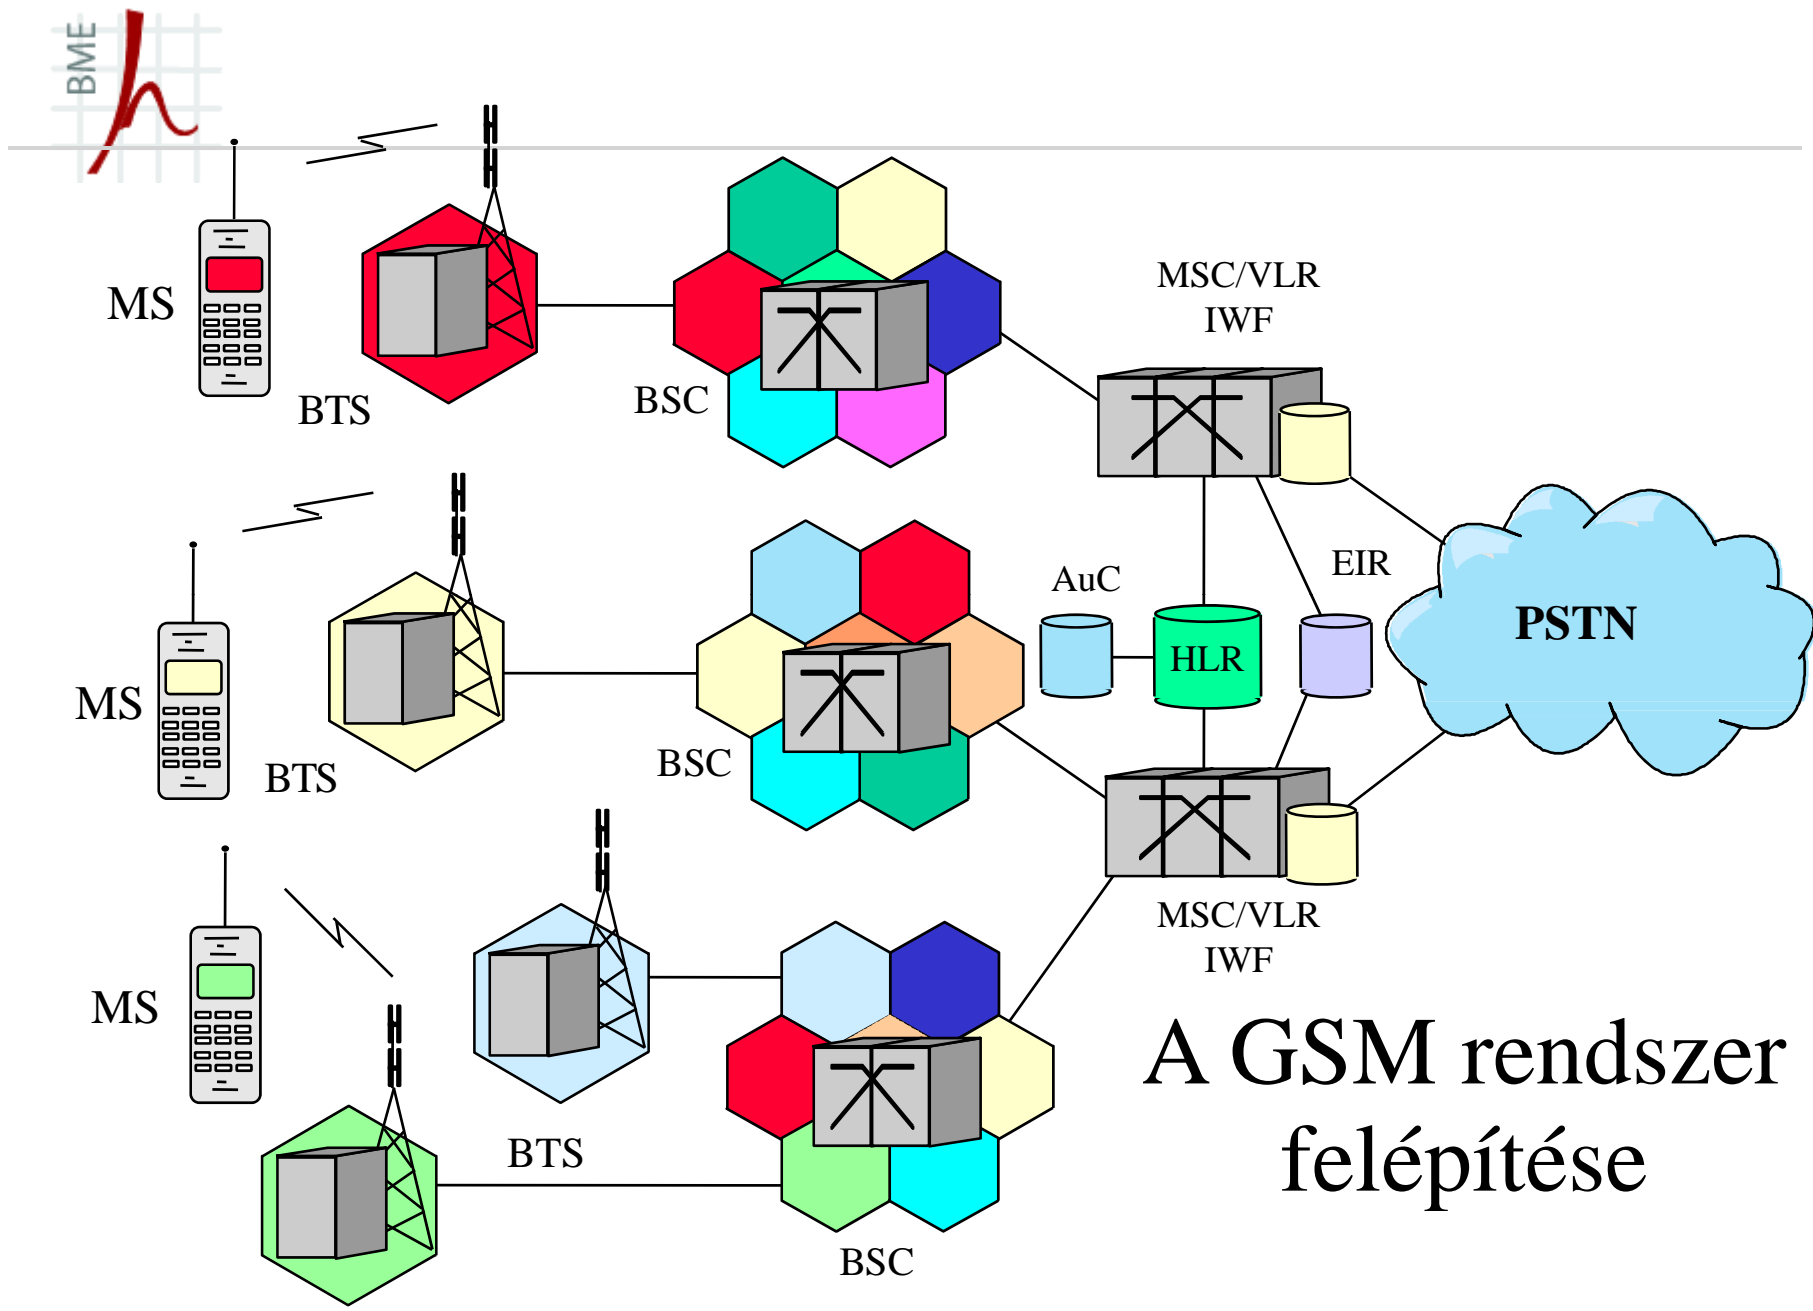 BME
MS
BTS
BSC
MSC/VLR
IWF
MS
BTS
BSC
AuC
HLR
EIR
PSTN
MSC/VLR
IWF
MS
BTS
BSC
A GSM rendszer
felépítése